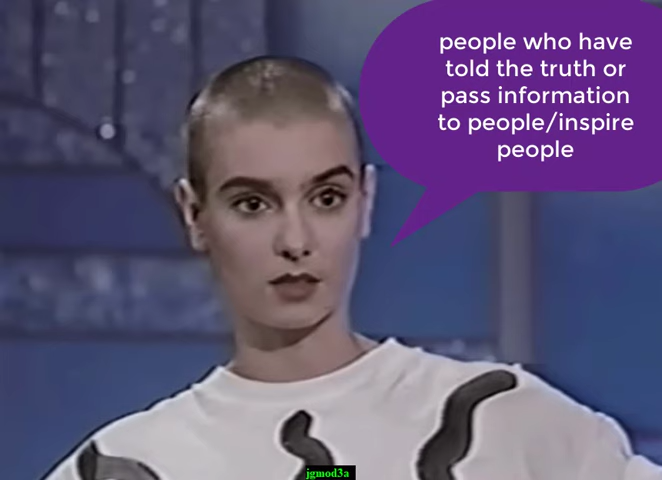 people who have
told the truth or
pass information
to people/inspire
people
jgmod3a